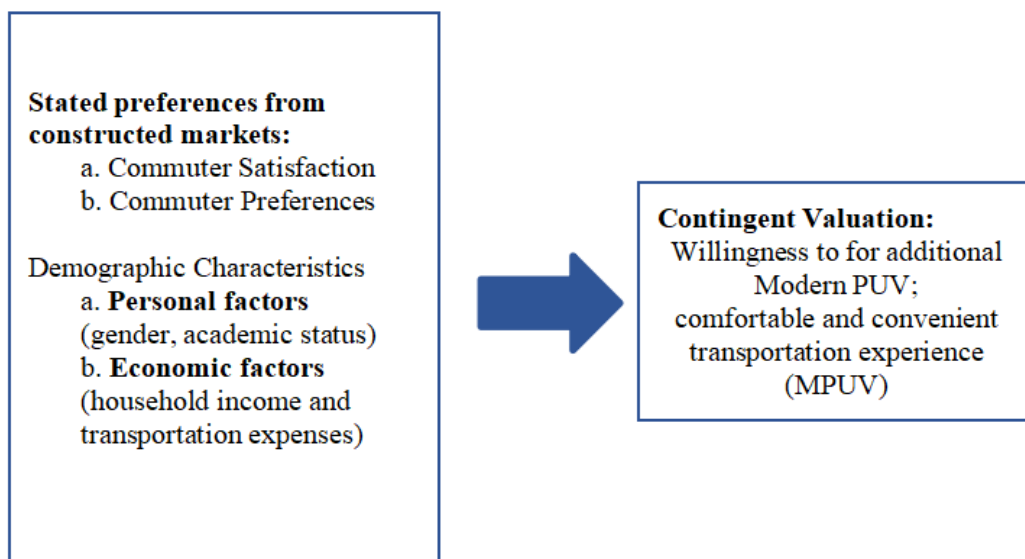 Stated preferences from
constructed markets:
a. Commuter Satisfaction
b. Commuter Preferences
Demographic Characteristics
a. Personal factors
(gender, academic status)
b. Economic factors
(household income and
transportation expenses)
Contingent Valuation:
Willingness to for additional
Modern PUV;
comfortable and convenient
transportation experience
(MPUV)